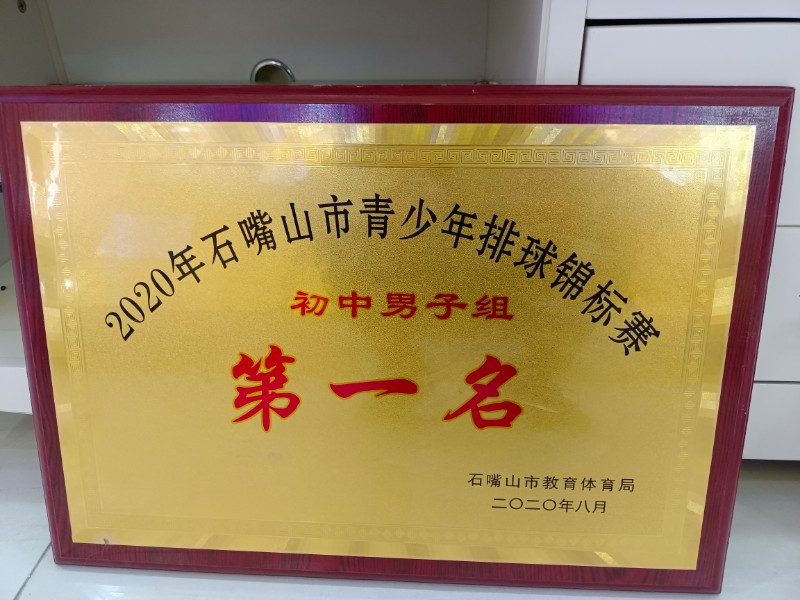 2020年石嘴山市青少年排球锦标赛
初中男子组
第一名
石嘴山市教育体育局
二〇二〇年八月